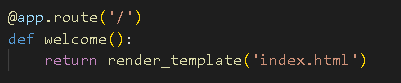 @app.route('/')
def welcome():
    return render_template('index.html')